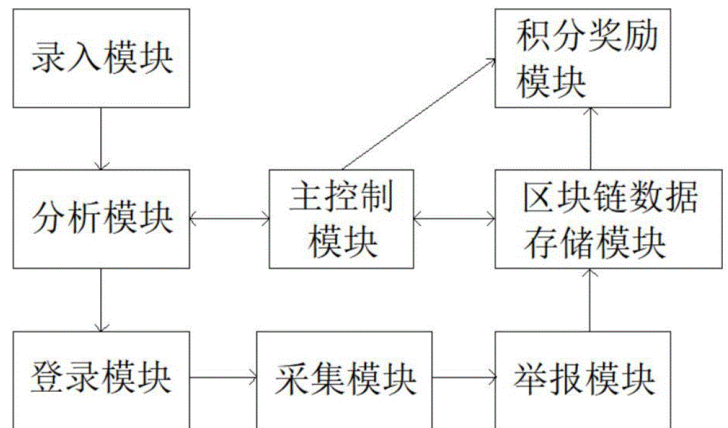 录入模块
积分奖励
模块
分析模块
主控制
模块
区块链数据
存储模块
登录模块
采集模块
举报模块